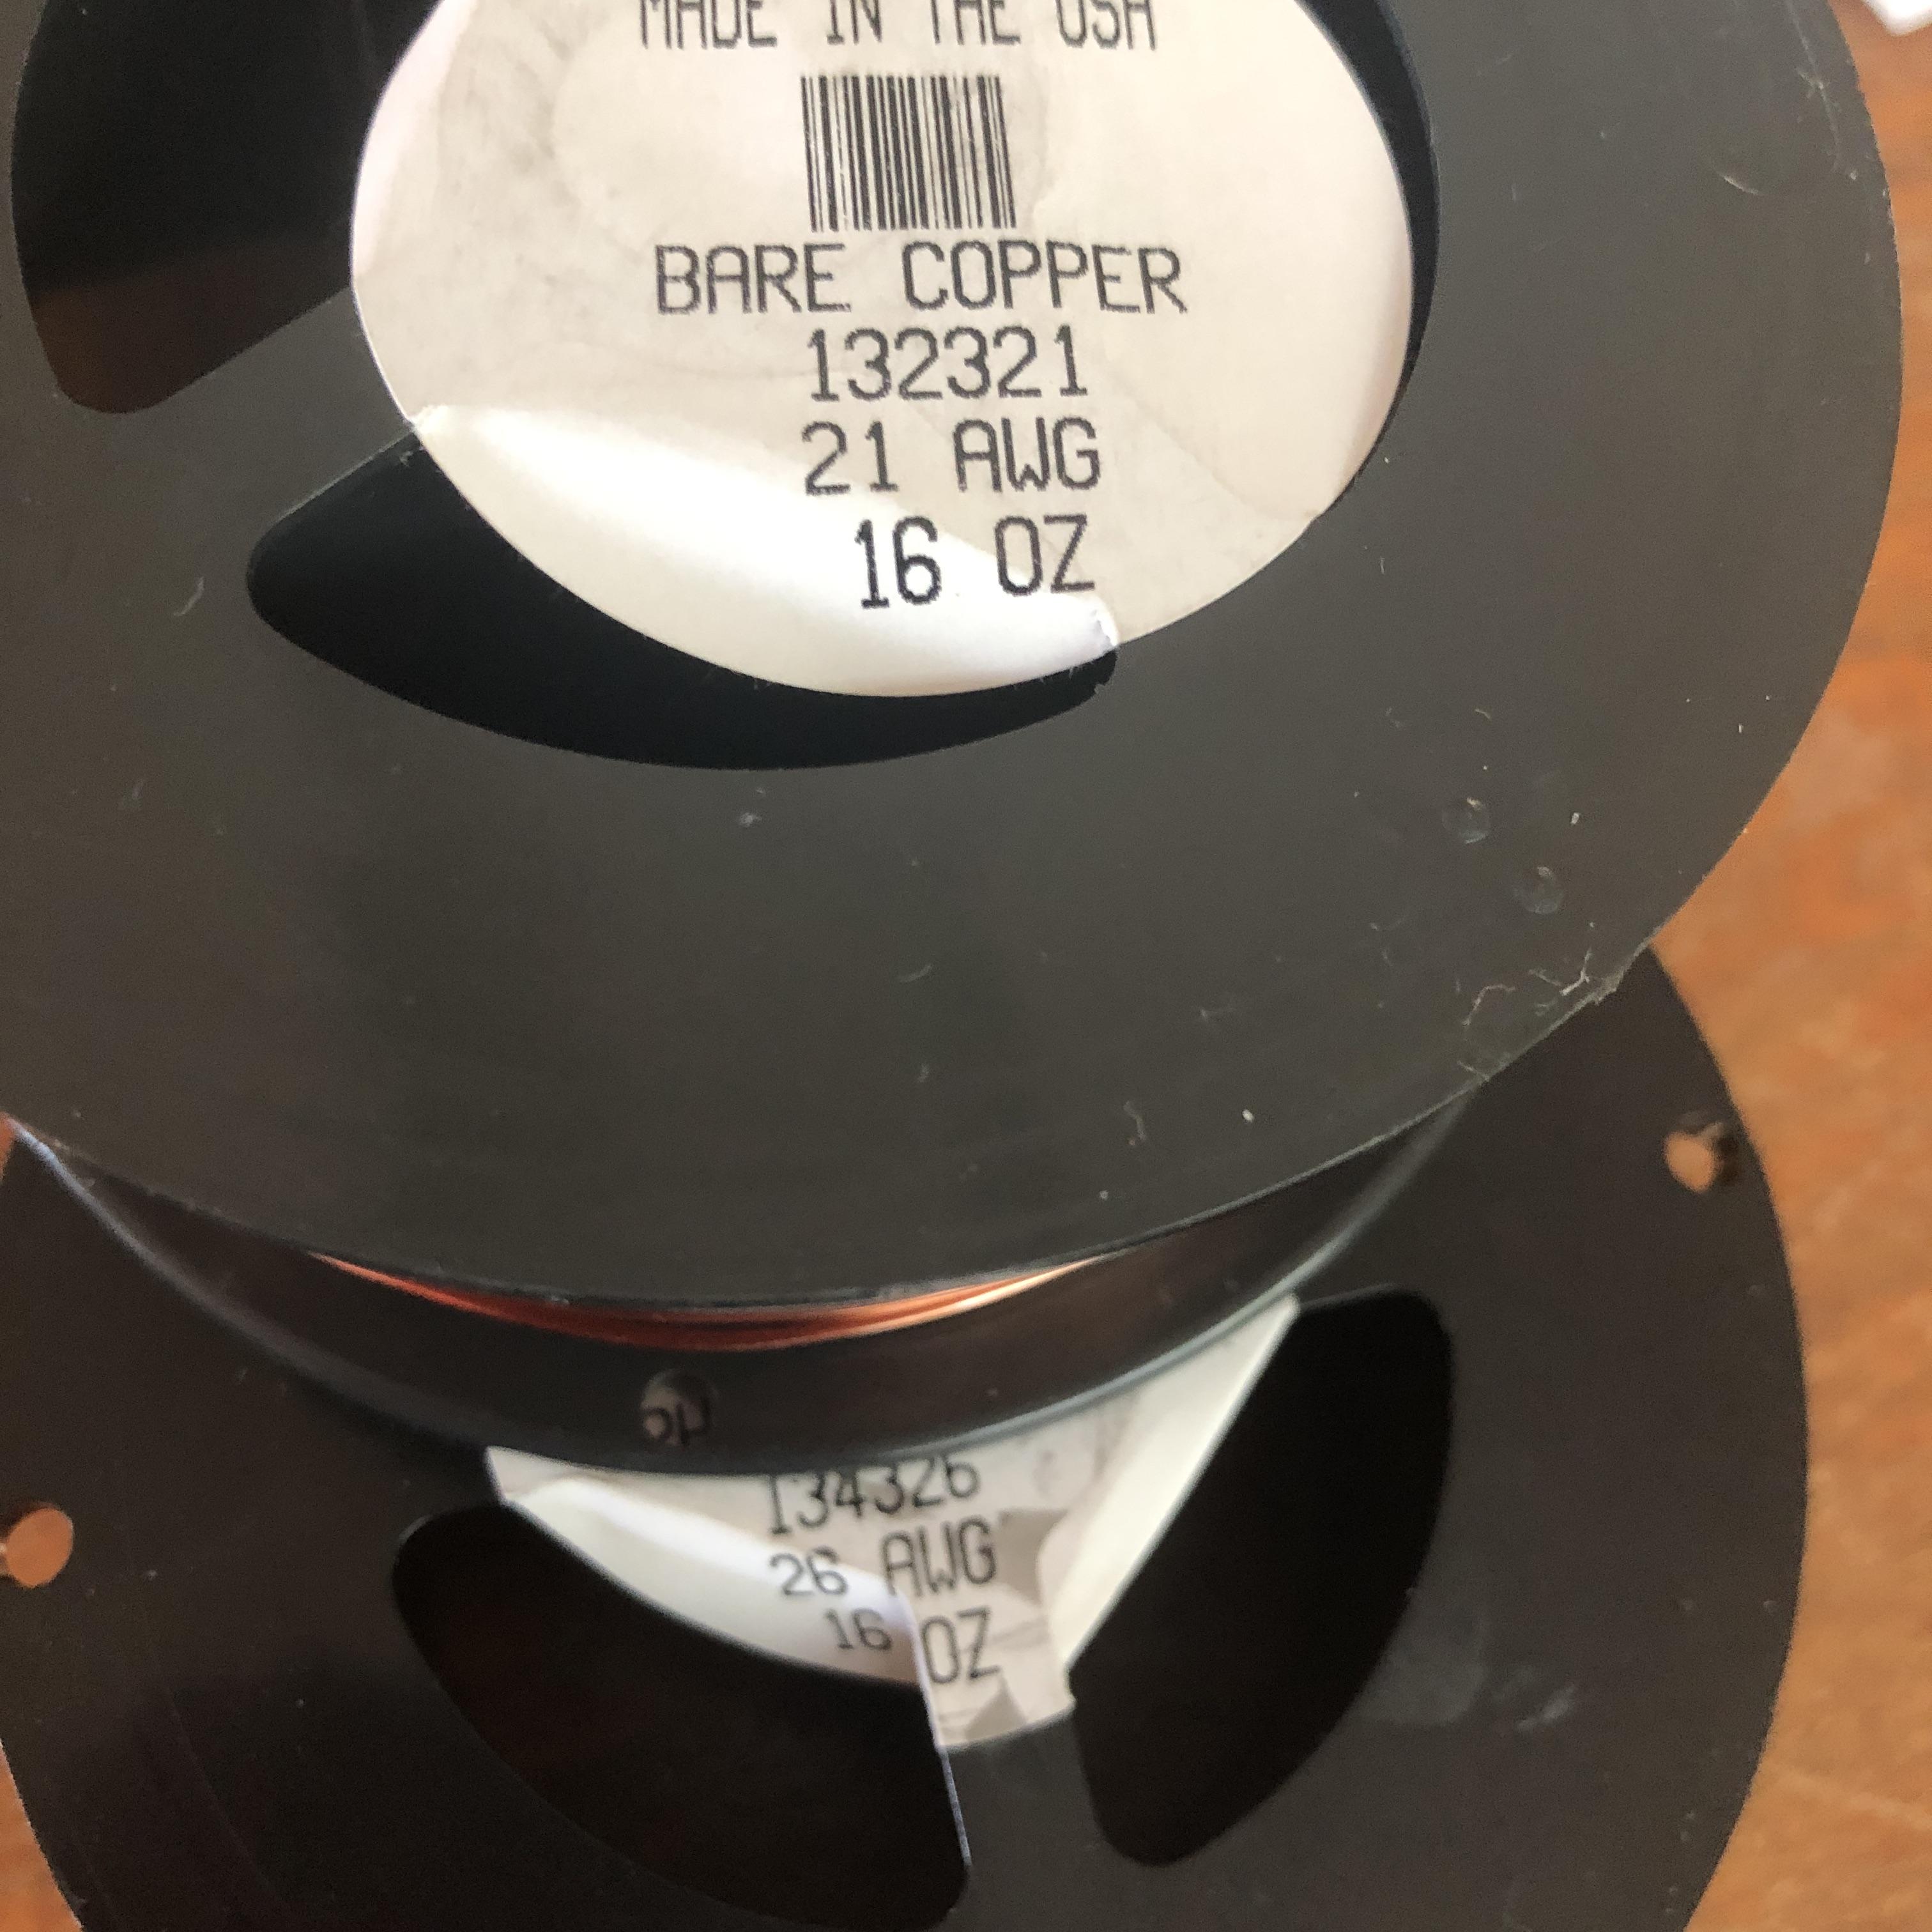 MADE IN THE USA
BARE COPPER
132321
21 AWG
16 OZ
134326
26 AWG
16 OZ